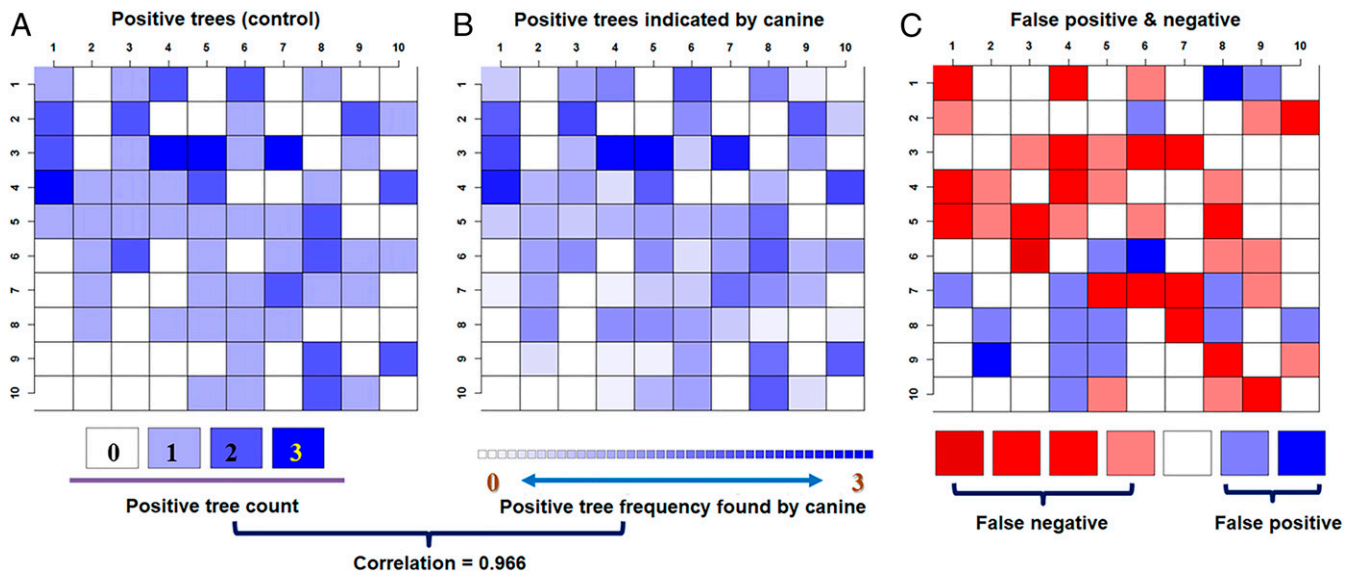 A
Positive trees (control)
1 2 3 4 5 6 7 8 9 10
1
2
3
4
5
6
7
8
9
10
0 1 2 3
Positive tree count
B
Positive trees indicated by canine
1 2 3 4 5 6 7 8 9 10
1
2
3
4
5
6
7
8
9
10
0 3
Positive tree frequency found by canine
Correlation = 0.966
C
False positive & negative
1 2 3 4 5 6 7 8 9 10
1
2
3
4
5
6
7
8
9
10
False negative
False positive